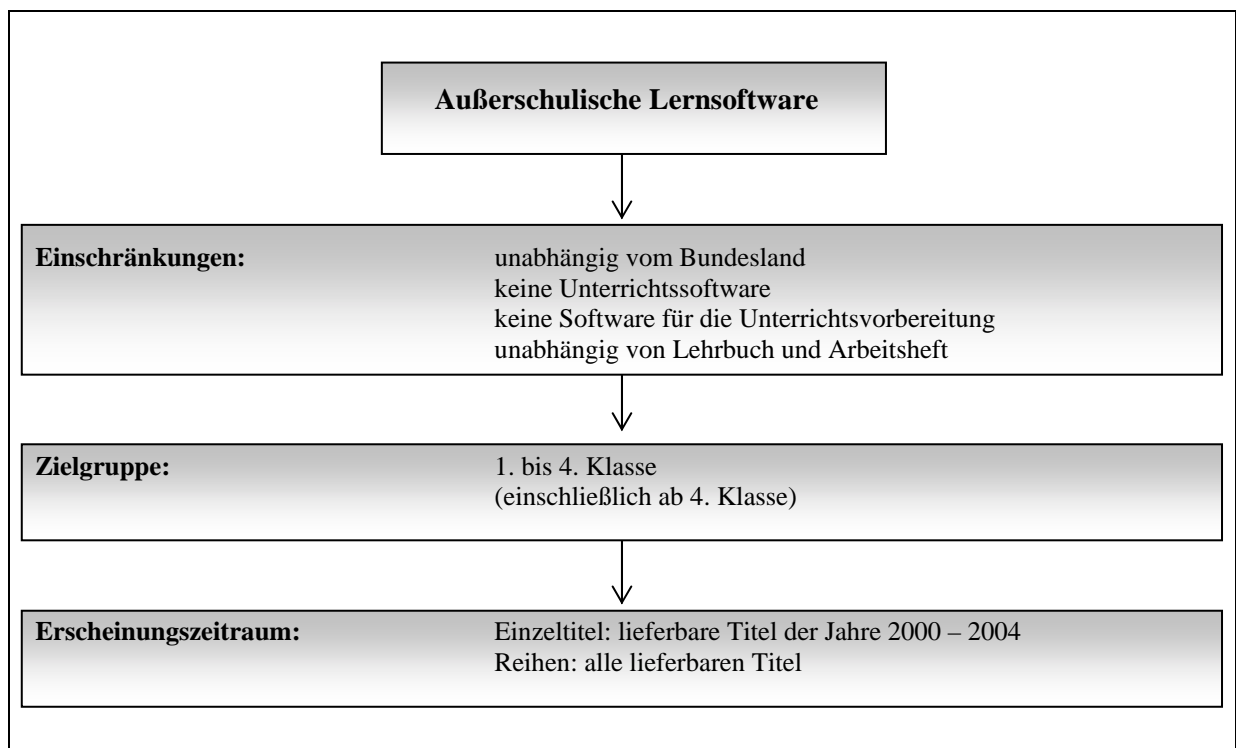 Außerschulische Lernsoftware
Einschränkungen: unabhängig vom Bundesland
keine Unterrichtssoftware
keine Software für die Unterrichtsvorbereitung
unabhängig von Lehrbuch und Arbeitsheft
Zielgruppe: 1. bis 4. Klasse
(einschließlich ab 4. Klasse)
Erscheinungszeitraum: Einzeltitel: lieferbare Titel der Jahre 2000 – 2004
Reihen: alle lieferbaren Titel